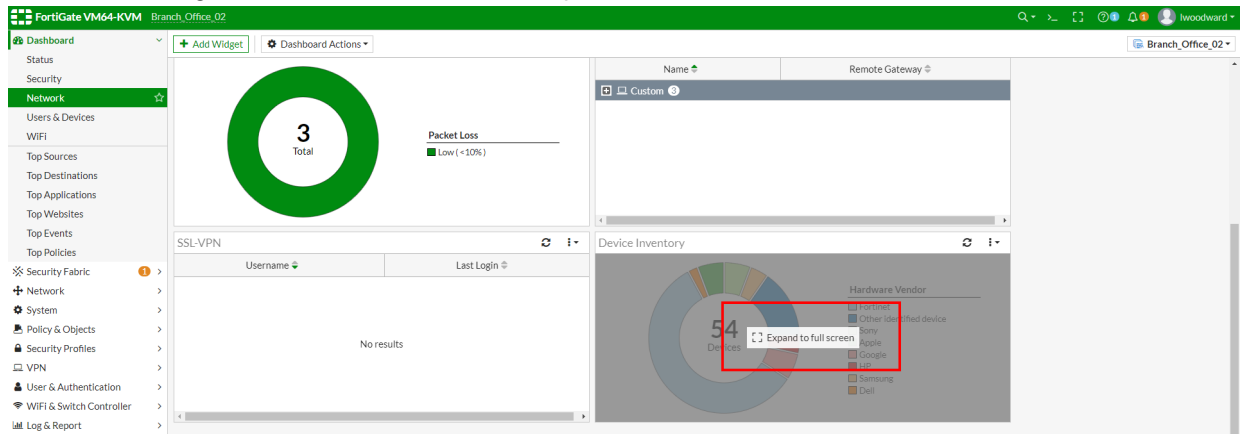 FortiGate VM64-KVM Branch_Office_02
1 1 lwoodward
Dashboard
Status
Security
Network
Users & Devices
WiFi
Top Sources
Top Destinations
Top Applications
Top Websites
Top Events
Top Policies
Security Fabric 1
Network
System
Policy & Objects
Security Profiles
VPN
User & Authentication
WiFi & Switch Controller
Log & Report
+ Add Widget Dashboard Actions
Branch_Office_02
3
Total
Packet Loss
Low ( <10% )
Name Remote Gateway
Custom 3
SSL-VPN
Username Last Login
No results
Device Inventory
54
Devices
Expand to full screen
Hardware Vendor
Fortinet
Other identified device
Sony
Apple
Google
HP
Samsung
Dell